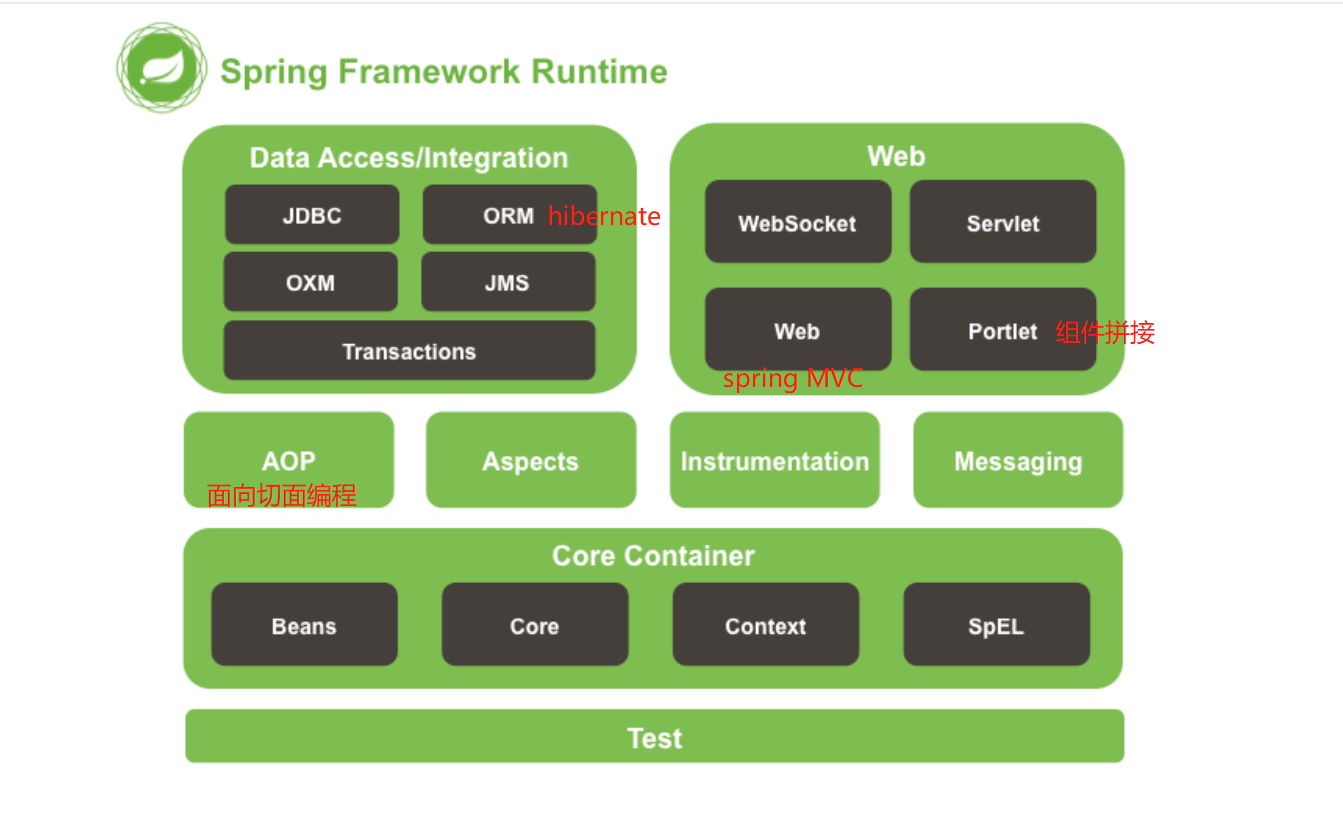 Spring Framework Runtime
Data Access/Integration
JDBC
ORM
hibernate
OXM
JMS
Transactions
Web
WebSocket
Servlet
Web
Portlet
组件拼接
spring MVC
AOP
面向切面编程
Aspects
Instrumentation
Messaging
Core Container
Beans
Core
Context
SpEL
Test